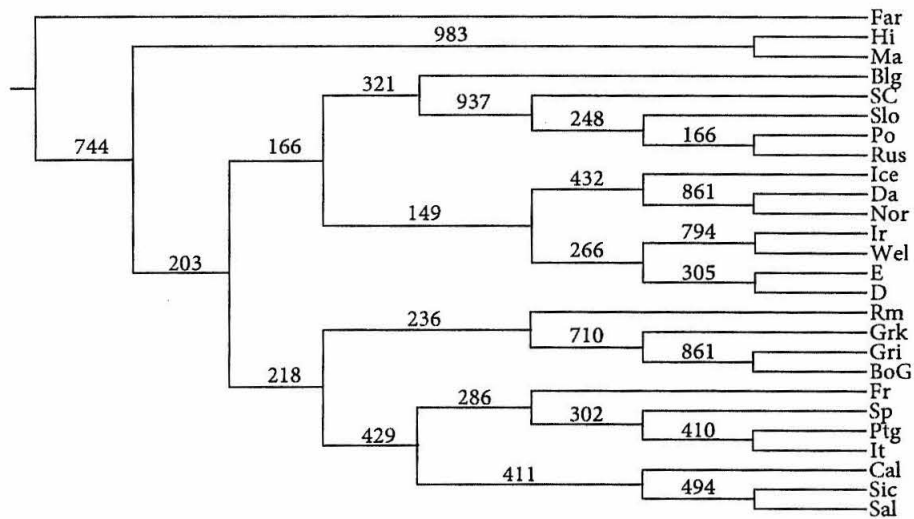 Far
983 Hi
Ma
321 Blg
937 SC
248 Slo
744 166 166 Po
Rus
432 Ice
861 Da
149 Nor
794 Ir
266 Wel
203 305 E
D
236 Rm
710 Grk
861 Gri
218 BoG
286 Fr
302 Sp
429 410 Ptg
It
411 Cal
494 Sic
Sal